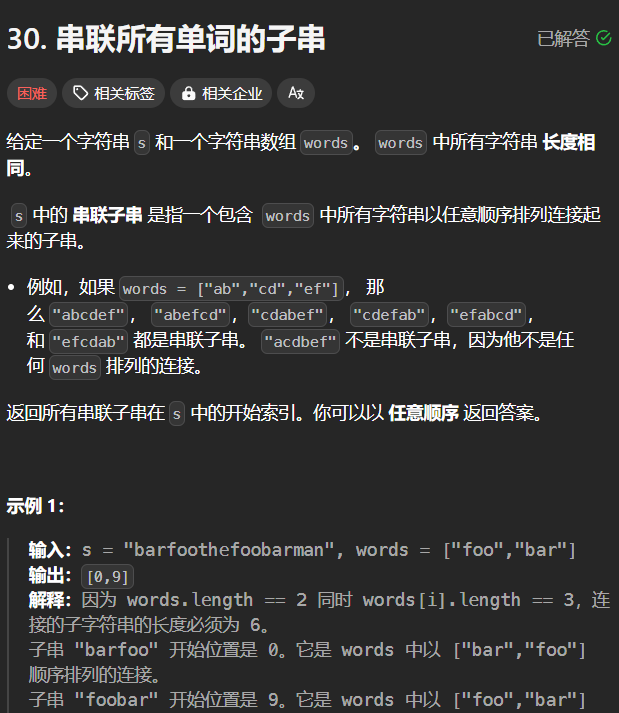 30. 串联所有单词的子串
已解答
困难 相关标签 相关企业 Aあ
给定一个字符串 s 和一个字符串数组 words。 words 中所有字符串 长度相
同。
s 中的 串联子串 是指一个包含 words 中所有字符串以任意顺序排列连接起
来的子串。
• 例如，如果 words = ["ab","cd","ef"]， 那
么 "abcdef"， "abefcd"，"cdabef"， "cdefab"，"efabcd"，
和 "efcdab" 都是串联子串。 "acdbef" 不是串联子串，因为他不是任
何 words 排列的连接。
返回所有串联子串在 s 中的开始索引。你可以以 任意顺序 返回答案。
示例 1：
输入：s = "barfoothefoobarman", words = ["foo","bar"]
输出：[0,9]
解释：因为 words.length == 2 同时 words[i].length == 3，连
接的子字符串的长度必须为 6。
子串 "barfoo" 开始位置是 0。它是 words 中以 ["bar","foo"]
顺序排列的连接。
子串 "foobar" 开始位置是 9。它是 words 中以 ["foo","bar"]